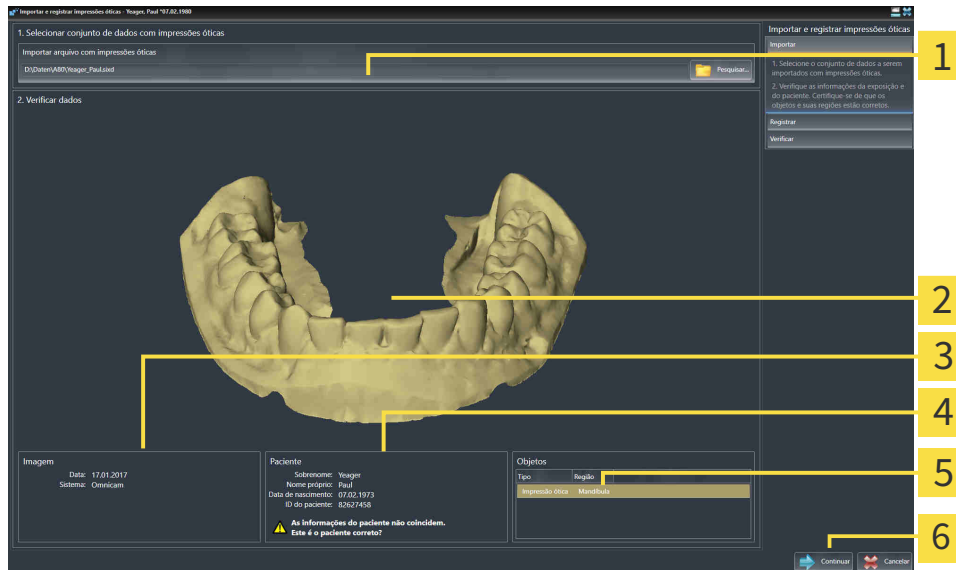 Importar e registrar impressões óticas - Yeager, Paul *07.02.1980
1. Selecionar conjunto de dados com impressões óticas
Importar arquivo com impressões óticas
D:\Daten\A80\Yeager_Paul.sixd
Pesquisar...
2. Verificar dados
Importar e registrar impressões óticas
Importar
1. Selecione o conjunto de dados a serem
importados com impressões óticas.
2. Verifique as informações da exposição e
do paciente. Certifique-se de que os
objetos e suas regiões estão corretos.
Registrar
Verificar
1
2
3
4
5
6
Imagem
Data: 17.01.2017
Sistema: Omnicam
Paciente
Sobrenome: Yeager
Nome próprio: Paul
Data de nascimento: 07.02.1973
ID do paciente: 82627458
As informações do paciente não coincidem.
Este é o paciente correto?
Objetos
Tipo Região
Impressão ótica Mandíbula
Continuar
Cancelar